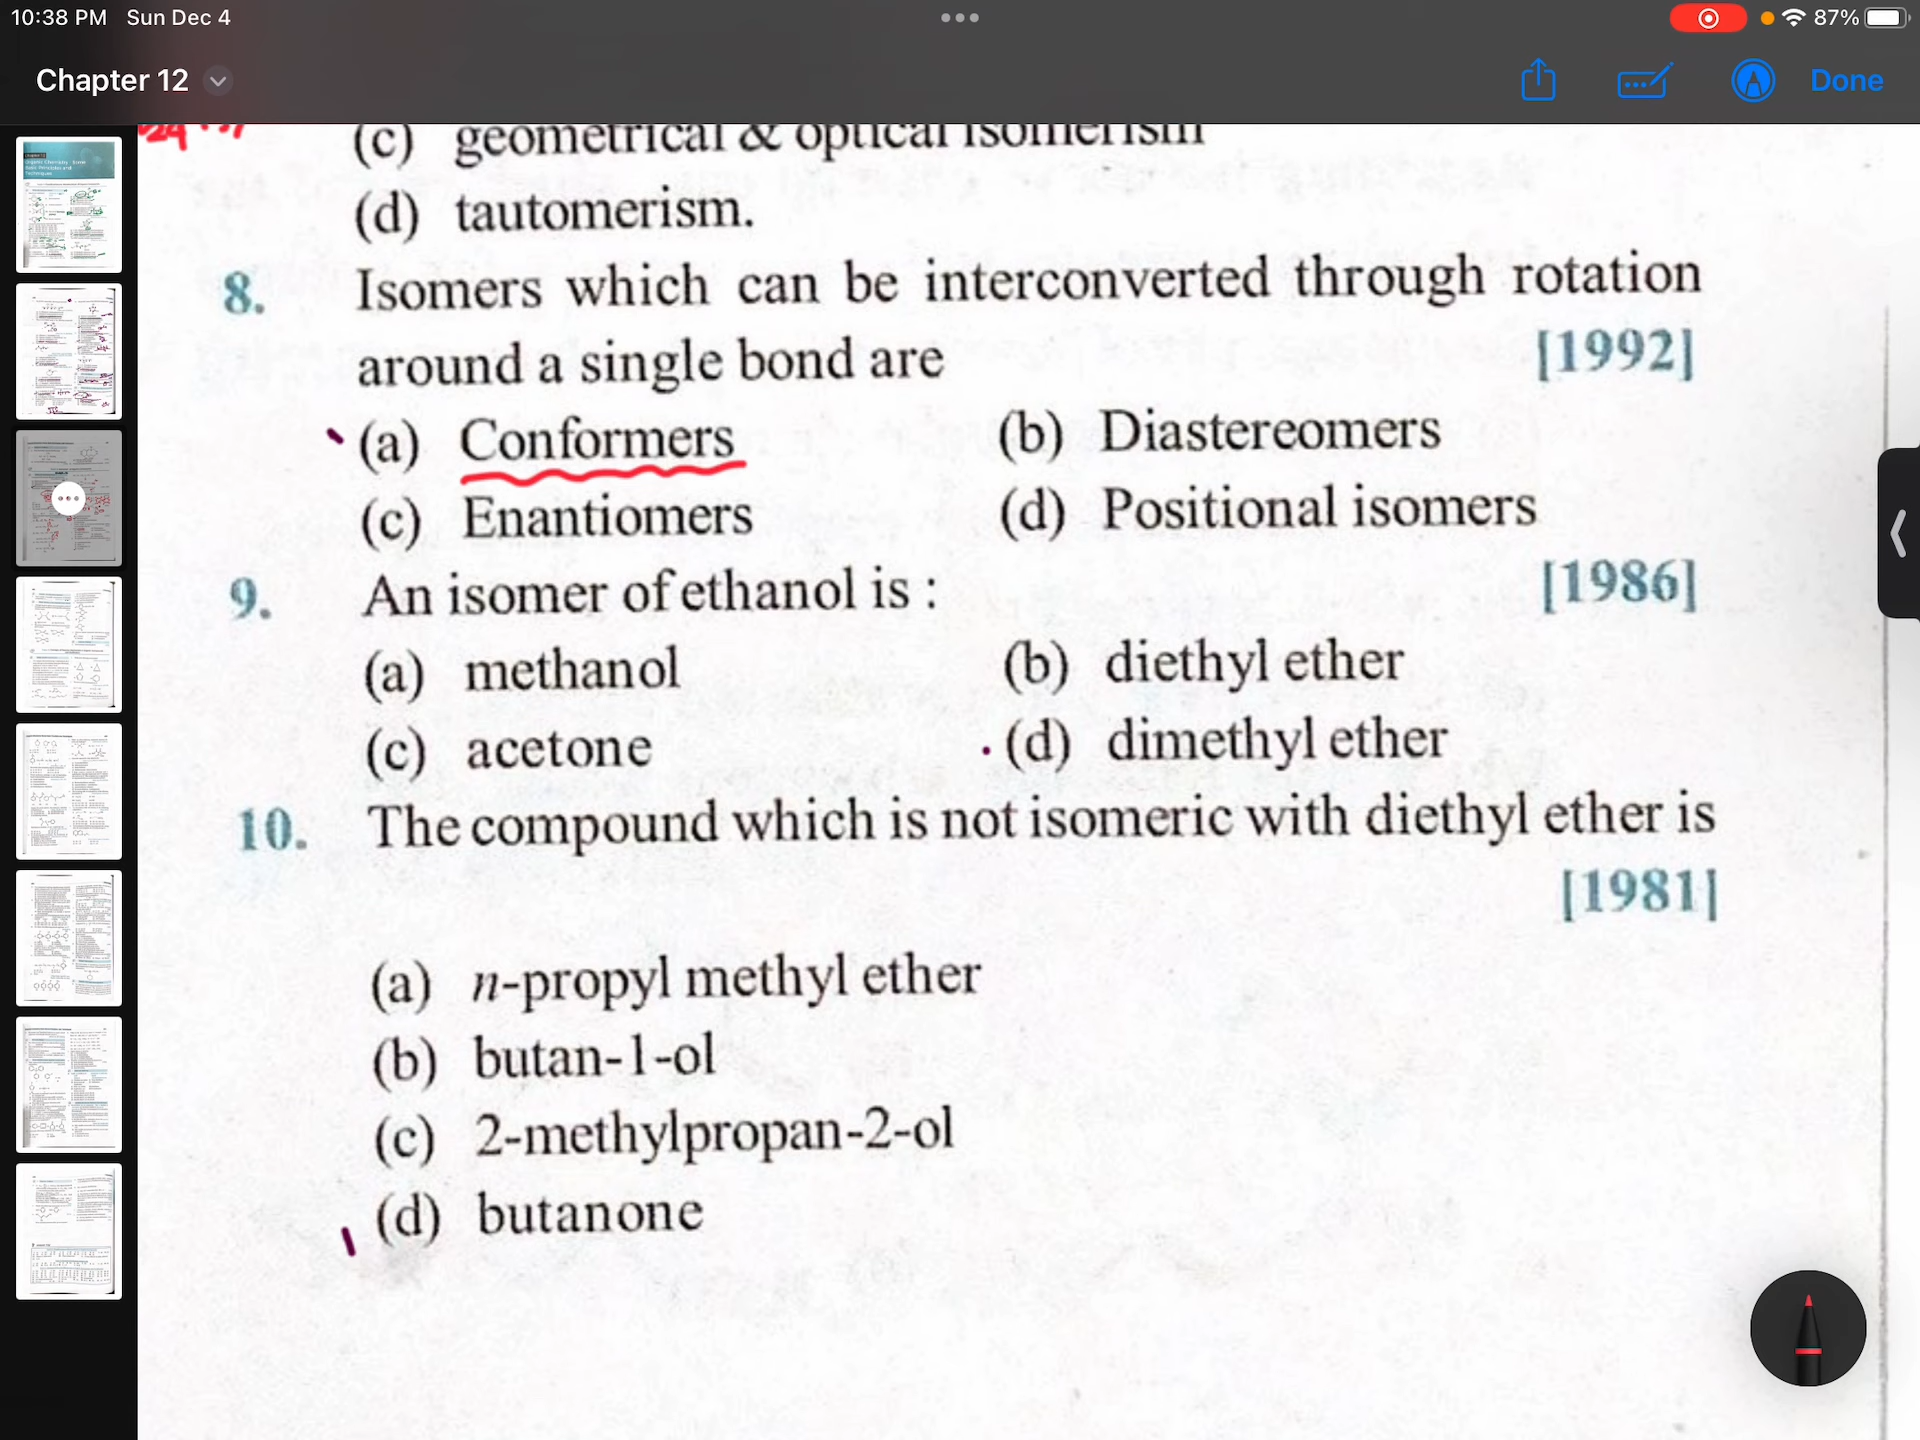 10:38 PM Sun Dec 4
87%
Chapter 12
Done
(c) geometrical & optical isomerism
(d) tautomerism.
8. Isomers which can be interconverted through rotation
around a single bond are [1992]
(a) Conformers (b) Diastereomers
(c) Enantiomers (d) Positional isomers
9. An isomer of ethanol is : [1986]
(a) methanol (b) diethyl ether
(c) acetone (d) dimethyl ether
10. The compound which is not isomeric with diethyl ether is
[1981]
(a) n-propyl methyl ether
(b) butan-1-ol
(c) 2-methylpropan-2-ol
(d) butanone